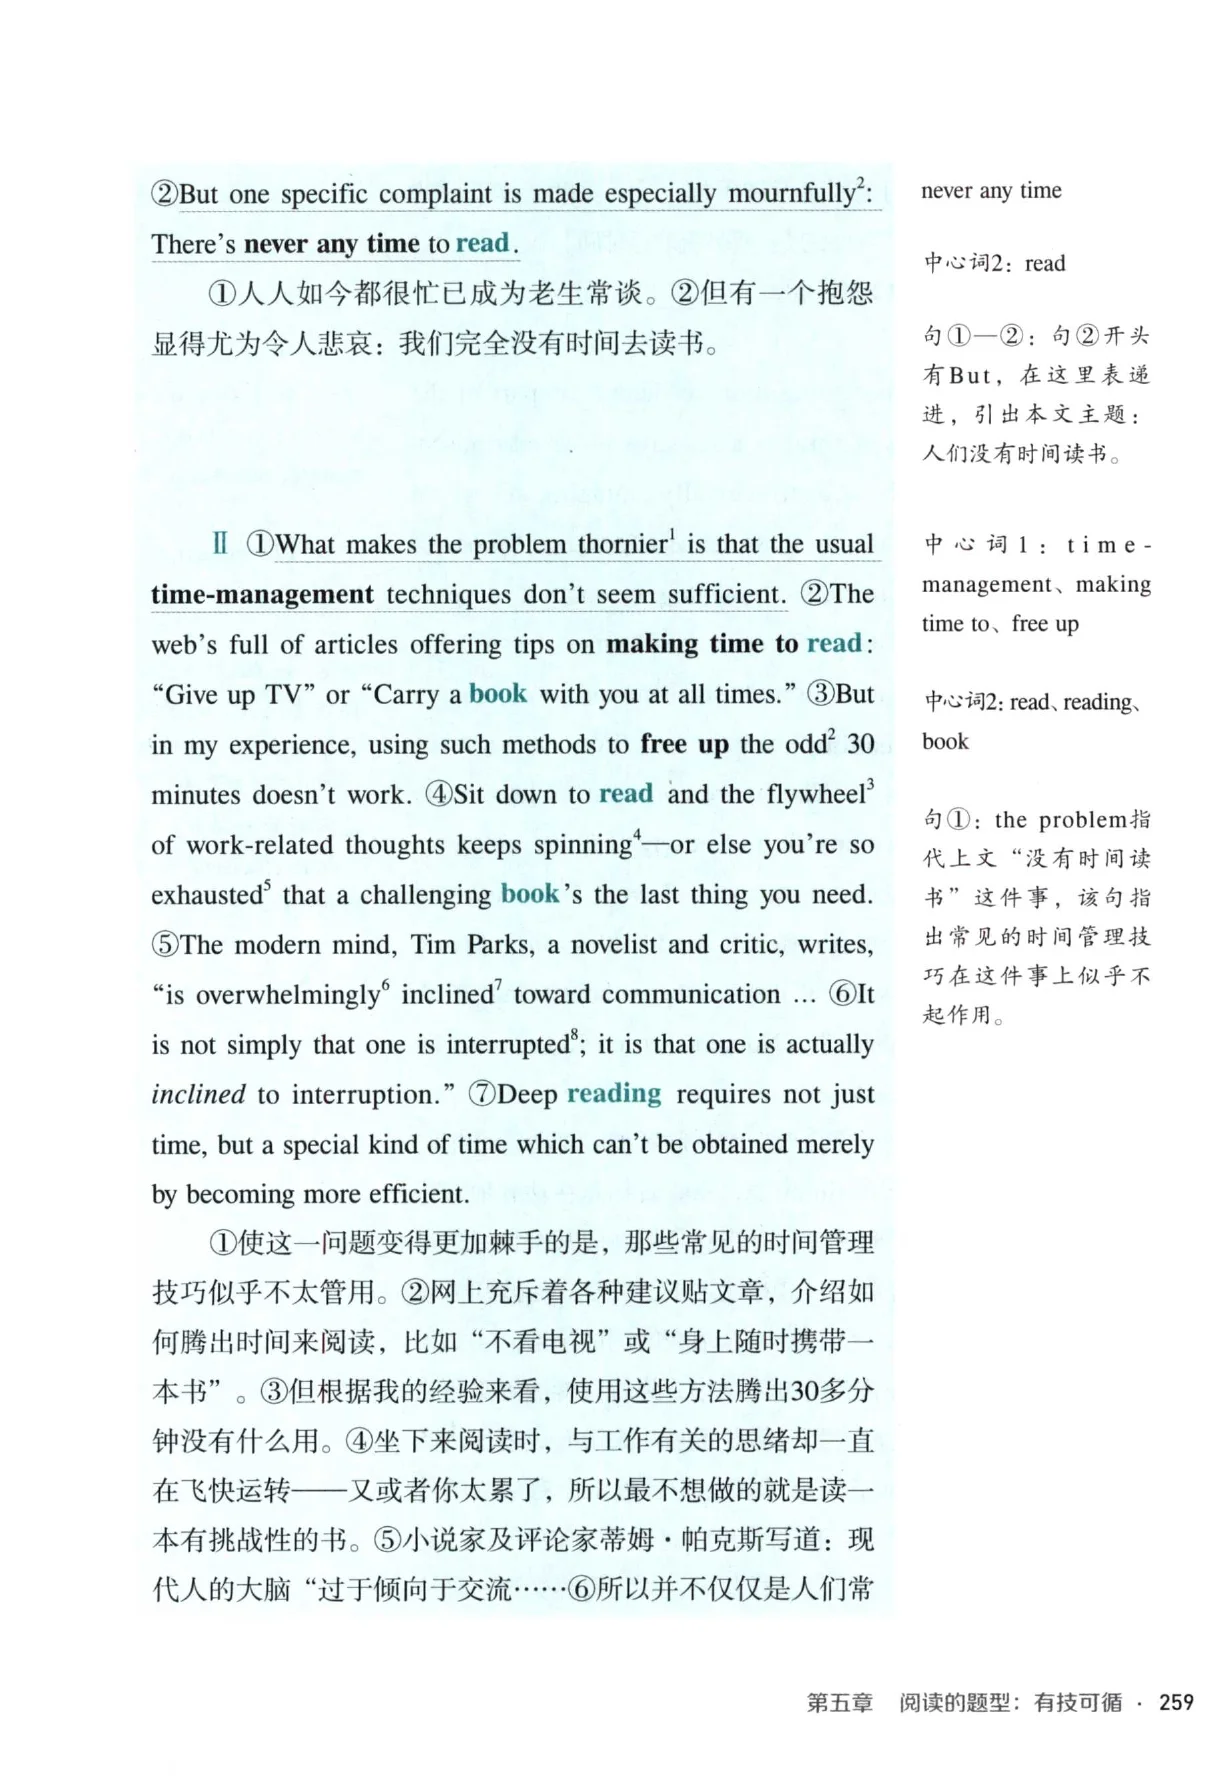 ②But one specific complaint is made especially mournfully²:
There's never any time to read.
①人人如今都很忙已成为老生常谈。②但有一个抱怨
显得尤为令人悲哀：我们完全没有时间去读书。
never any time
中心词2：read
句①—②：句②开头
有But，在这里表递
进，引出本文主题：
人们没有时间读书。
Ⅱ ①What makes the problem thornier¹ is that the usual
time-management techniques don't seem sufficient. ②The
web's full of articles offering tips on making time to read:
“Give up TV” or “Carry a book with you at all times.” ③But
in my experience, using such methods to free up the odd² 30
minutes doesn't work. ④Sit down to read and the flywheel³
of work-related thoughts keeps spinning⁴—or else you're so
exhausted⁵ that a challenging book's the last thing you need.
⑤The modern mind, Tim Parks, a novelist and critic, writes,
“is overwhelmingly⁶ inclined⁷ toward communication … ⑥It
is not simply that one is interrupted⁸; it is that one is actually
inclined to interruption.” ⑦Deep reading requires not just
time, but a special kind of time which can't be obtained merely
by becoming more efficient.
①使这一问题变得更加棘手的是，那些常见的时间管理
技巧似乎不太管用。②网上充斥着各种建议贴文章，介绍如
何腾出时间来阅读，比如“不看电视”或“身上随时携带一
本书”。③但根据我的经验来看，使用这些方法腾出30多分
钟没有什么用。④坐下来阅读时，与工作有关的思绪却一直
在飞快运转——又或者你太累了，所以最不想做的就是读一
本有挑战性的书。⑤小说家及评论家蒂姆·帕克斯写道：现
代人的大脑“过于倾向于交流……⑥所以并不仅仅是人们常
中心词1：time-
management、making
time to、free up
中心词2：read、reading、
book
句①：the problem指
代上文“没有时间读
书”这件事，该句指
出常见的时间管理技
巧在这件事上似乎不
起作用。
第五章 阅读的题型：有技可循 · 259